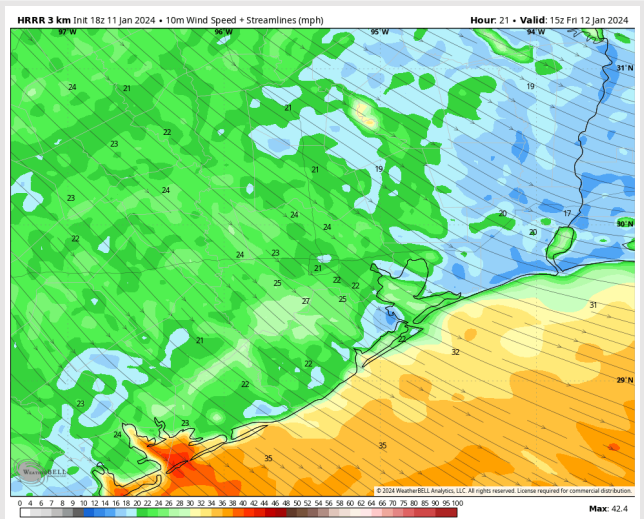 HRRR 3 km Init 18z 11 Jan 2024 • 10m Wind Speed + Streamlines (mph)
Hour: 21 • Valid: 15z Fri 12 Jan 2024
97°W 96°W 95°W 94°W
31°N
24 21 19
21
23 22
21 19
23 24
24 20 17
24 20 30°N
22
24 23
21
25 22 22
27 25 31
21 22
32
22 29°N
22
23
23
24
35 35
WeatherBELL
© 2024 WeatherBELL Analytics, LLC. All rights reserved. License required for commercial distribution.
0 4 6 7 8 9 10 12 14 16 18 20 22 24 26 28 30 32 34 36 38 40 42 44 46 48 50 52 54 56 58 60 65 70 75 80 85 90 95 100
Max: 42.4